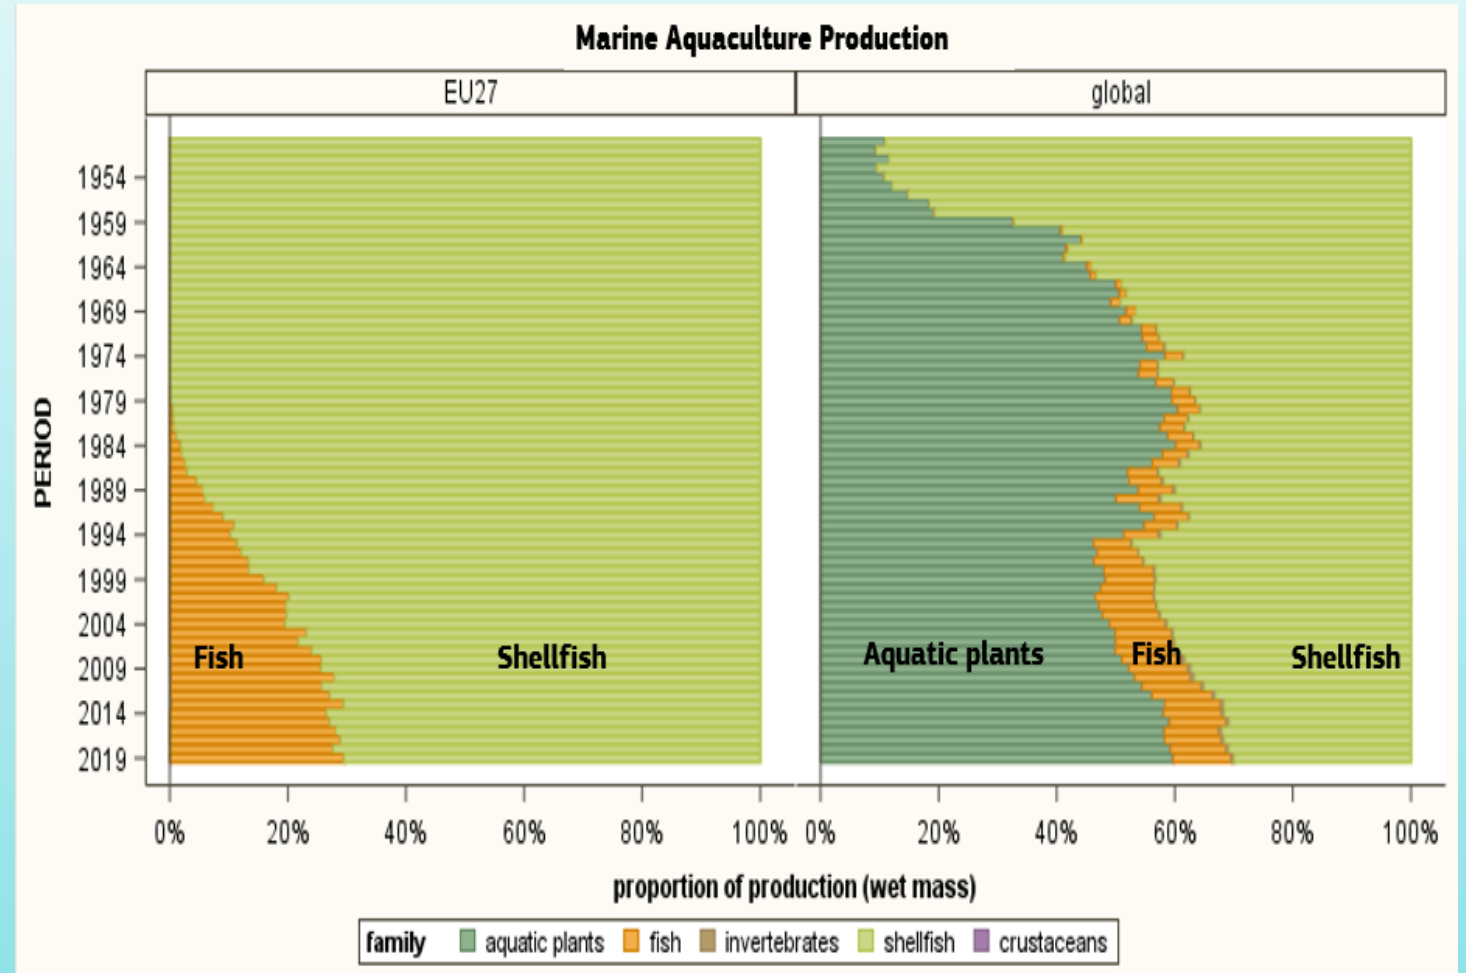 Marine Aquaculture Production
EU27
global
PERIOD
1954
1959
1964
1969
1974
1979
1984
1989
1994
1999
2004
2009
2014
2019
Fish
Shellfish
Aquatic plants
Fish
Shellfish
0% 20% 40% 60% 80% 100%
0% 20% 40% 60% 80% 100%
proportion of production (wet mass)
family aquatic plants fish invertebrates shellfish crustaceans